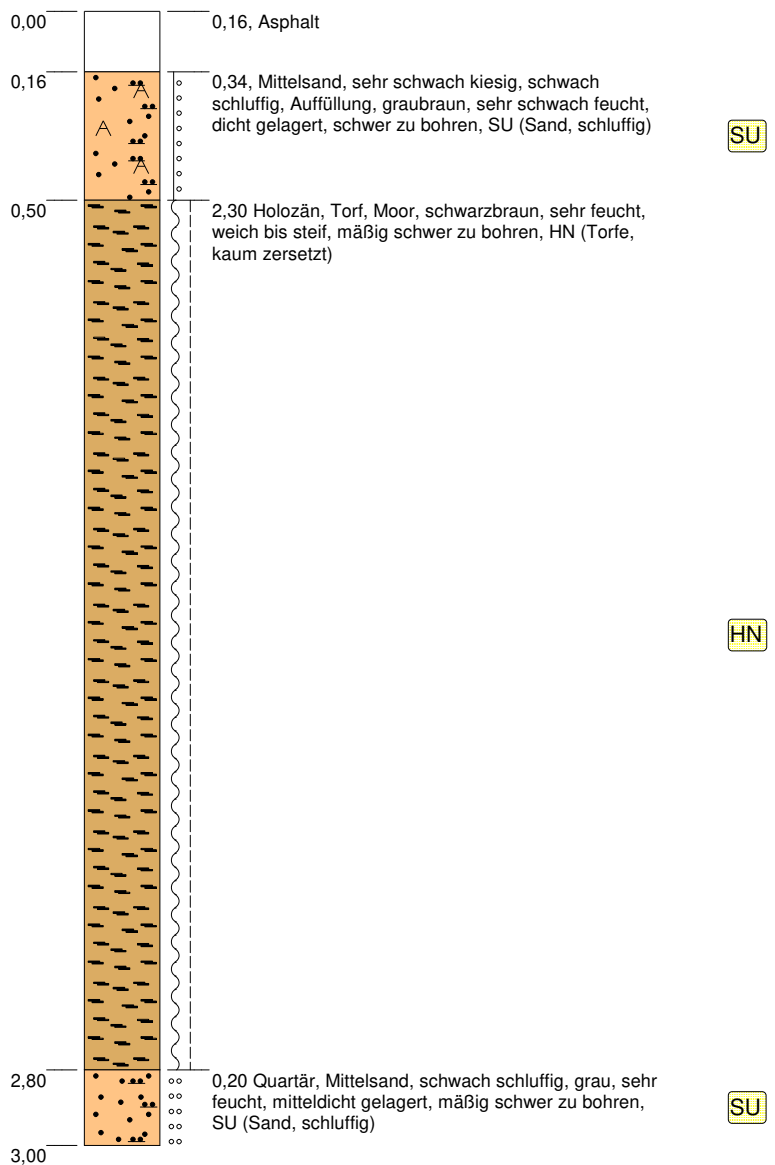 0,00
0,16, Asphalt
0,16
0,34, Mittelsand, sehr schwach kiesig, schwach
schluffig, Auffüllung, graubraun, sehr schwach feucht,
dicht gelagert, schwer zu bohren, SU (Sand, schluffig)
SU
A
A
A
0,50
2,30 Holozän, Torf, Moor, schwarzbraun, sehr feucht,
weich bis steif, mäßig schwer zu bohren, HN (Torfe,
kaum zersetzt)
HN
2,80
0,20 Quartär, Mittelsand, schwach schluffig, grau, sehr
feucht, mitteldicht gelagert, mäßig schwer zu bohren,
SU (Sand, schluffig)
SU
3,00